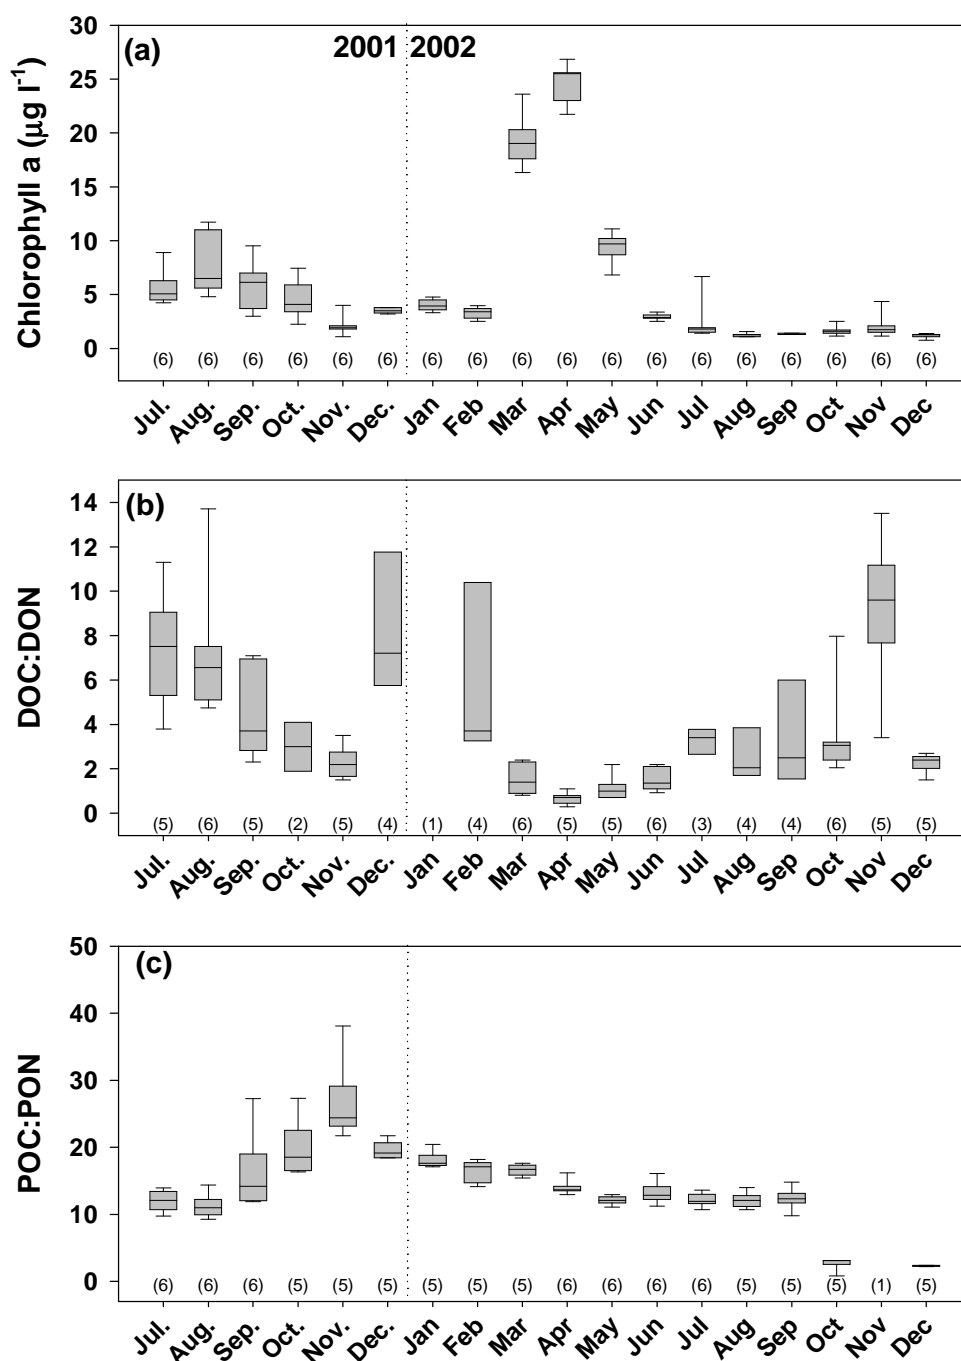 (a)
2001 2002
Chlorophyll a (μg l⁻¹)
30
25
20
15
10
5
0
(6) (6) (6) (6) (6) (6) (6) (6) (6) (6) (6) (6) (6) (6) (6) (6) (6) (6)
Jul. Aug. Sep. Oct. Nov. Dec. Jan Feb Mar Apr May Jun Jul Aug Sep Oct Nov Dec
(b)
DOC:DON
14
12
10
8
6
4
2
0
(5) (6) (5) (2) (5) (4) (1) (4) (6) (5) (5) (6) (3) (4) (4) (6) (5) (5)
Jul. Aug. Sep. Oct. Nov. Dec. Jan Feb Mar Apr May Jun Jul Aug Sep Oct Nov Dec
(c)
POC:PON
50
40
30
20
10
0
(6) (6) (6) (5) (5) (5) (5) (5) (5) (6) (6) (6) (6) (5) (5) (5) (1) (5)
Jul. Aug. Sep. Oct. Nov. Dec. Jan Feb Mar Apr May Jun Jul Aug Sep Oct Nov Dec